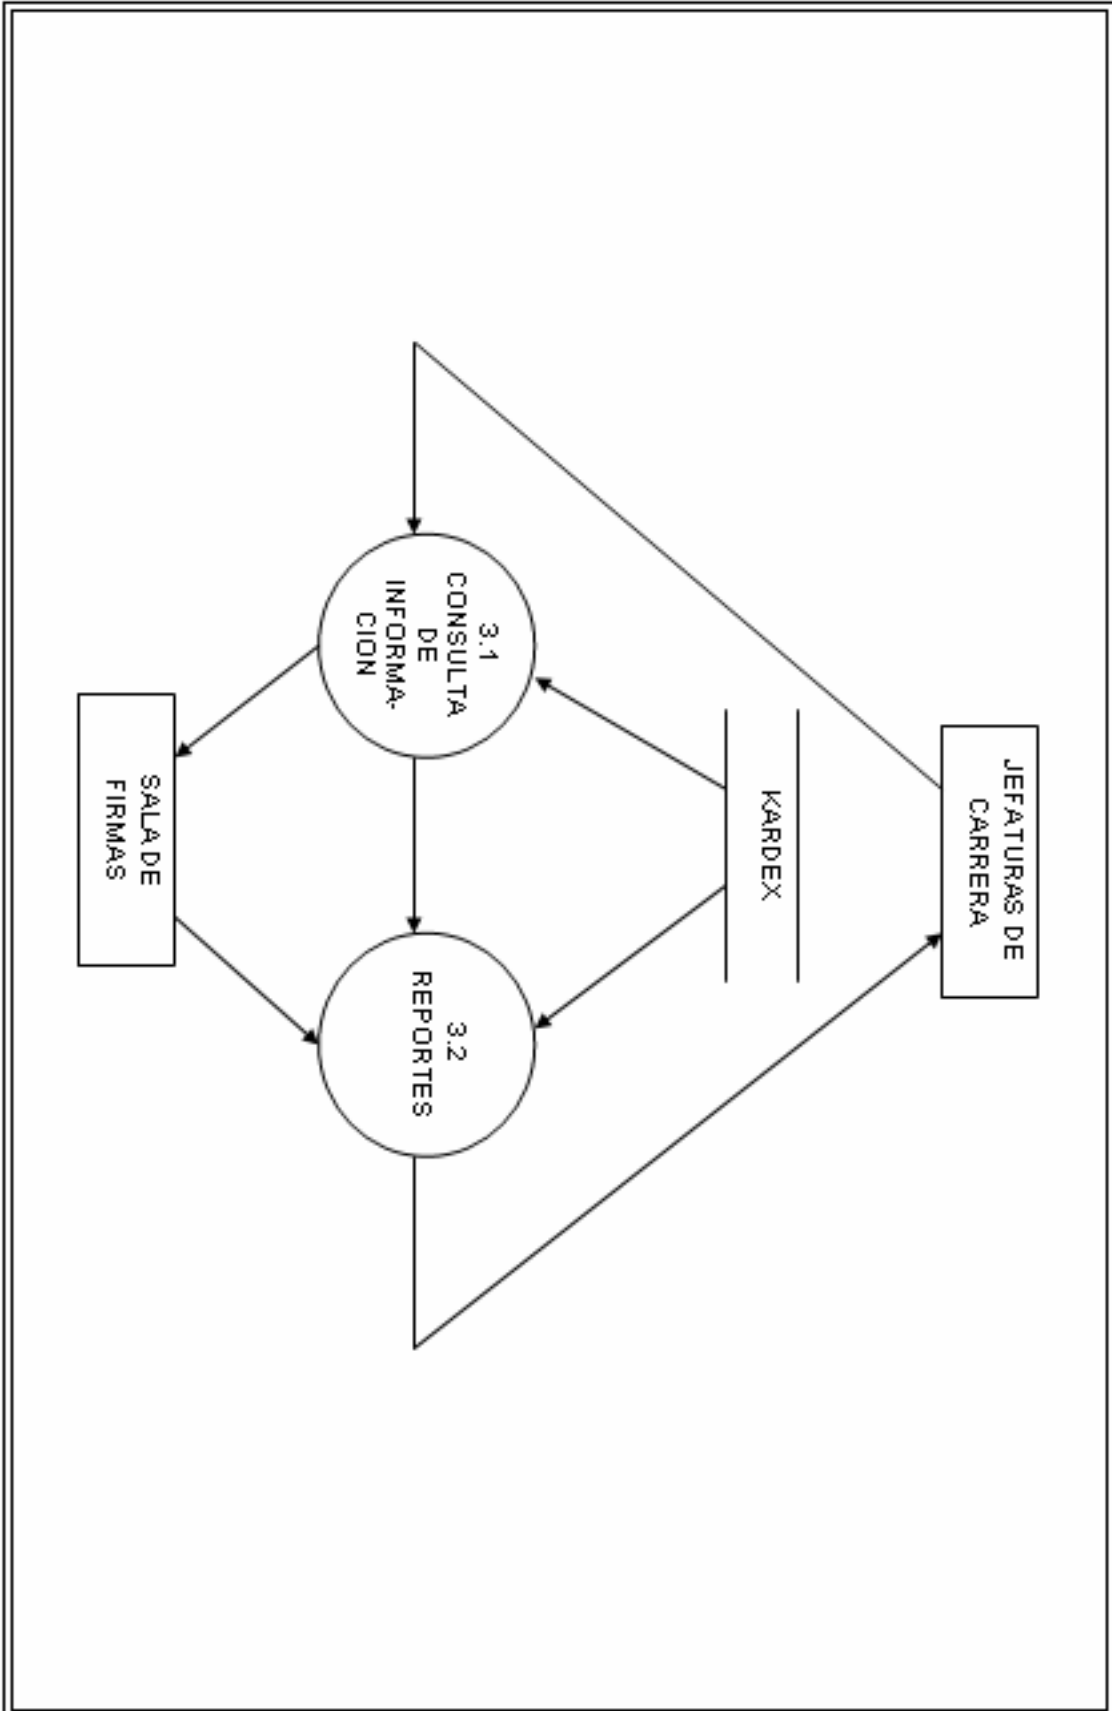 JEFATURAS DE
CARRERA
KARDEX
3.1
CONSULTA
DE
INFORMA-
CION
3.2
REPORTES
SALA DE
FIRMAS